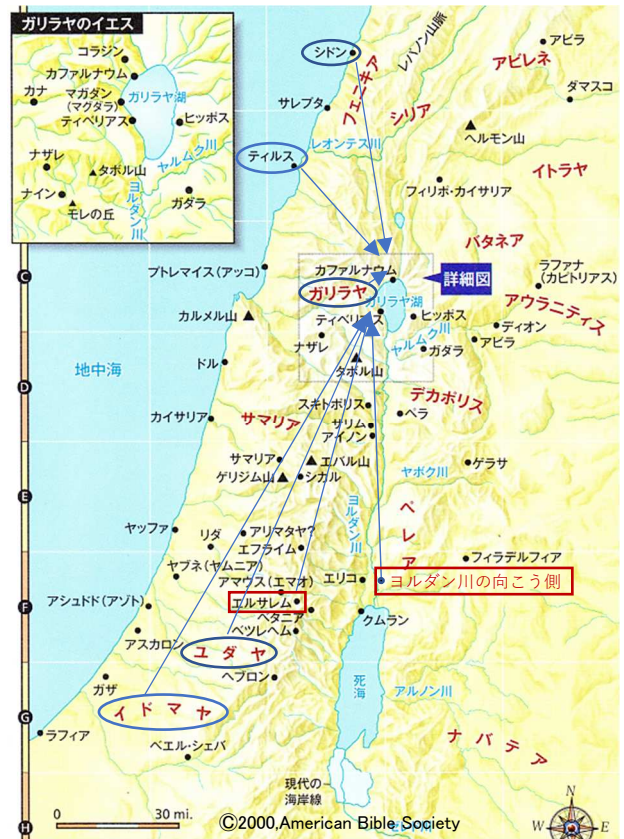 ガリラヤのイエス
コラジン
カファルナウム
カナ
マガダン
(マグダラ)
ガリラヤ湖
ティベリアス
ヒッポス
ヤルムク川
ナザレ
タボル山
ナイン
モレの丘
ヨルダン川
ガダラ
シドン
レバノン山脈
アビラ
アビレネ
フェニキア
ダマスコ
サレプタ
シリア
ヘルモン山
レオンテス川
ティルス
イトラヤ
フィリポ・カイサリア
バタネア
C
プトレマイス(アッコ)
カファルナウム
詳細図
ラファナ
(カピトリアス)
ガリラヤ
ガリラヤ湖
アウラニティス
カルメル山
ティベリアス
ヒッポス
ディオン
ナザレ
ヤルムク川
ガダラ
アビラ
地中海
ドル
タボル山
D
デカポリス
スキトポリス
ペラ
カイサリア
サマリア
サリム
アイノン
サマリア
エバル山
ヤボク川
ゲラサ
ゲリジム山
シカル
E
ヨルダン川
ペレア
ヤッファ
リダ
アリマタヤ?
エフライム
フィラデルフィア
ヤブネ(ヤムニア)
アマウス(エマオ)
エリコ
ヨルダン川の向こう側
アシュドド(アゾト)
エルサレム
F
ベタニア
クムラン
アスカロン
ベツレヘム
ユダヤ
ヘブロン
ガザ
死海
アルノン川
イドマヤ
G
ラフィア
ベエル・シェバ
ナバテア
現代の
海岸線
N
0
30 mi.
©2000,American Bible Society
W
E
H